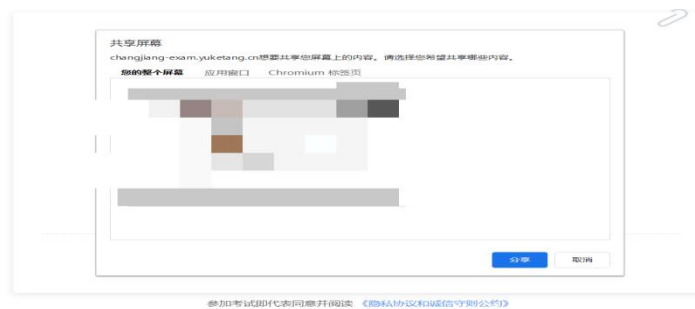 共享屏幕
changjiang-exam.yuketang.cn想要共享您屏幕上的内容。请选择您希望共享哪些内容。
您的整个屏幕 应用窗口 Chromium 标签页
分享 取消
参加考试即代表同意并阅读 《隐私协议和诚信守则公约》